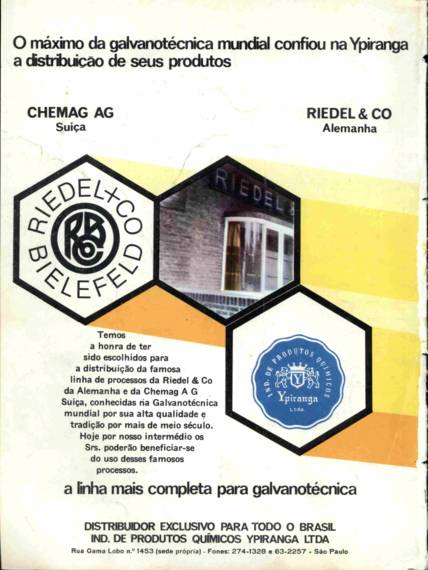 O máximo da galvanotécnica mundial confiou na Ypiranga
a distribuição de seus produtos
CHEMAG AG
Suiça
RIEDEL & CO
Alemanha
RIEDEL+CO
BIELEFELD
RIEDEL &
IND. DE PRODUTOS QUÍMICOS
Ypiranga
Ltda.
Temos
a honra de ter
sido escolhidos para
a distribuição da famosa
linha de processos da Riedel & Co
da Alemanha e da Chemag A G
Suiça, conhecidas na Galvanotécnica
mundial por sua alta qualidade e
tradição por mais de meio século.
Hoje por nosso intermédio os
Srs. poderão beneficiar-se
do uso desses famosos
processos.
a linha mais completa para galvanotécnica
DISTRIBUIDOR EXCLUSIVO PARA TODO O BRASIL
IND. DE PRODUTOS QUÍMICOS YPIRANGA LTDA
Rua Gama Lobo n.º 1453 (sede própria) - Fones: 274-1328 e 63-2257 - São Paulo